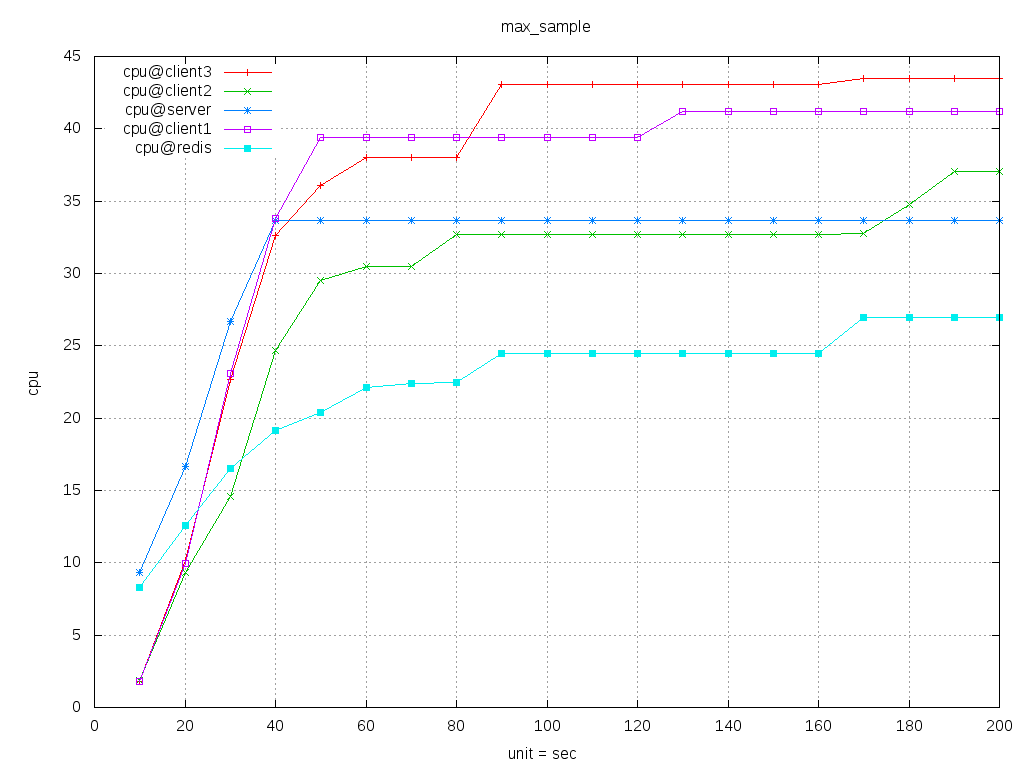 max_sample
45
40
35
30
25
20
15
10
5
0
cpu
cpu@client3
cpu@client2
cpu@server
cpu@client1
cpu@redis
0 20 40 60 80 100 120 140 160 180 200
unit = sec